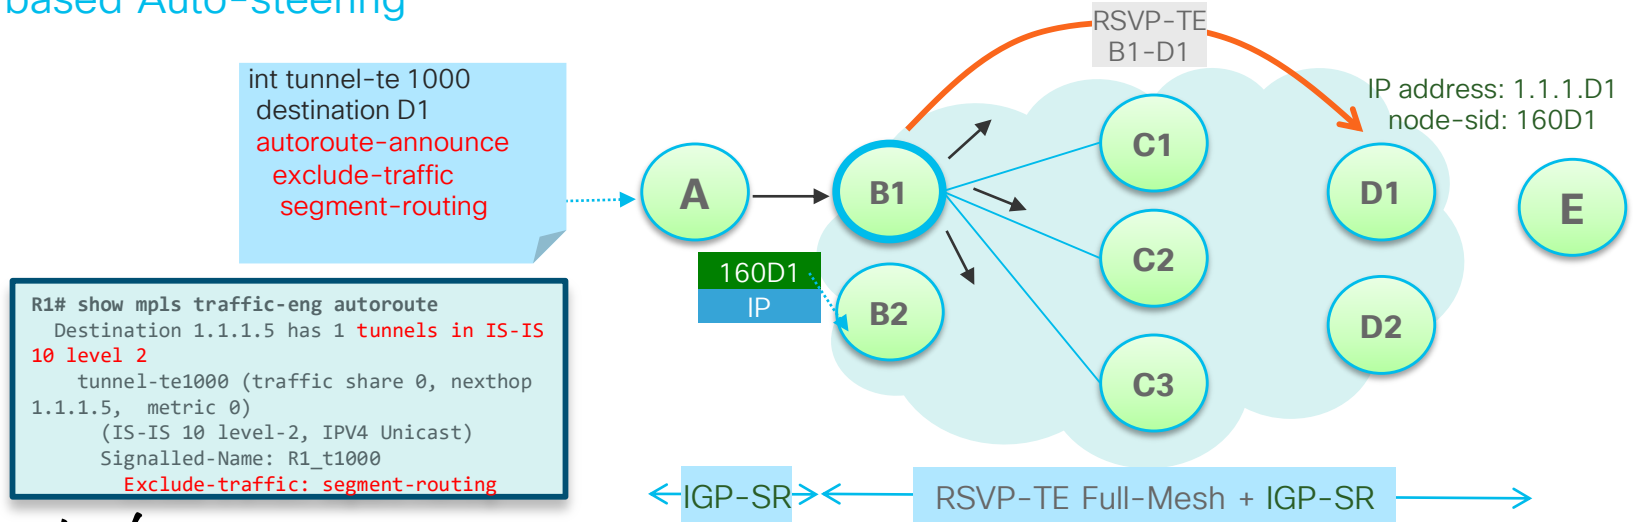 based Auto-steering
int tunnel-te 1000
destination D1
autoroute-announce
exclude-traffic
segment-routing
R1# show mpls traffic-eng autoroute
Destination 1.1.1.5 has 1 tunnels in IS-IS
10 level 2
tunnel-te1000 (traffic share 0, nexthop
1.1.1.5, metric 0)
(IS-IS 10 level-2, IPV4 Unicast)
Signalled-Name: R1_t1000
Exclude-traffic: segment-routing
RSVP-TE
B1-D1
IP address: 1.1.1.D1
node-sid: 160D1
A
B1
B2
160D1
IP
C1
C2
C3
D1
D2
E
IGP-SR
RSVP-TE Full-Mesh + IGP-SR